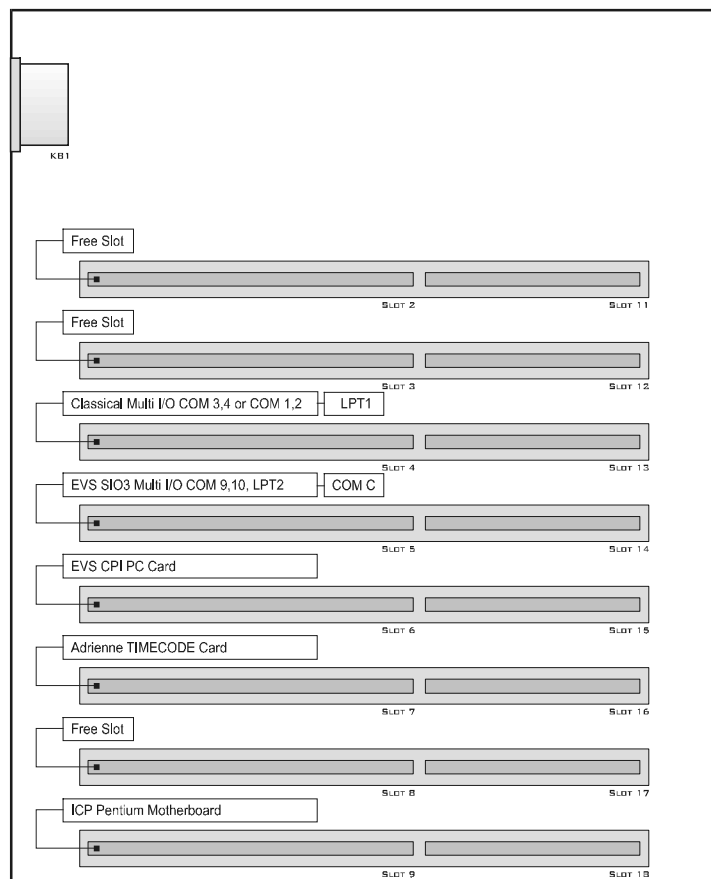 KB1
Free Slot
SLOT 2 SLOT 11
Free Slot
SLOT 3 SLOT 12
Classical Multi I/O COM 3,4 or COM 1,2 LPT1
SLOT 4 SLOT 13
EVS SIO3 Multi I/O COM 9,10, LPT2 COM C
SLOT 5 SLOT 14
EVS CPI PC Card
SLOT 6 SLOT 15
Adrienne TIMECODE Card
SLOT 7 SLOT 16
Free Slot
SLOT 8 SLOT 17
ICP Pentium Motherboard
SLOT 9 SLOT 18